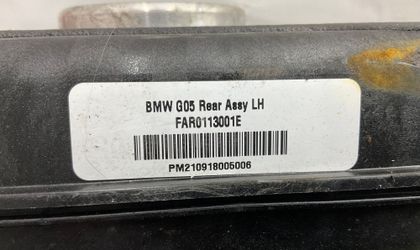 BMW G05 Rear Assy LH
FAR0113001E
PM210918005006